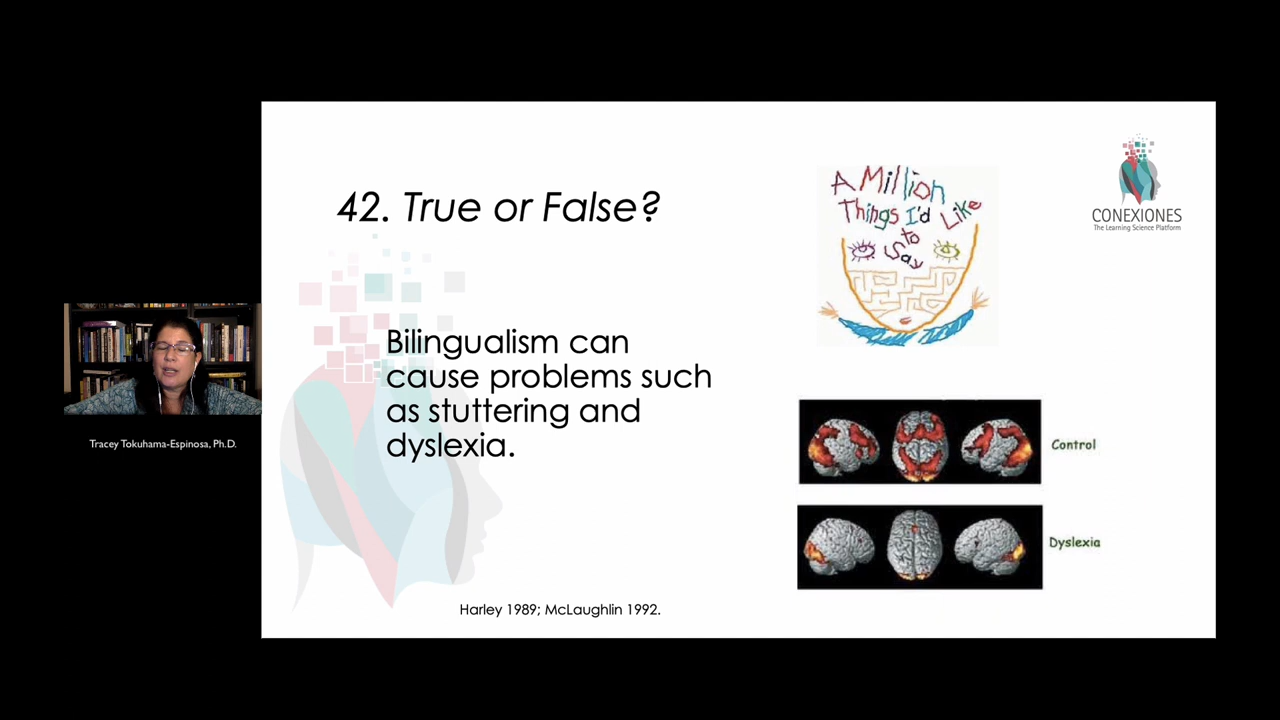 42. True or False?
Bilingualism can
cause problems such
as stuttering and
dyslexia.
Harley 1989; McLaughlin 1992.
A Million
Things I'd Like
to
Say
CONEXIONES
The Learning Science Platform
Control
Dyslexia
Tracey Tokuhama-Espinosa, Ph.D.